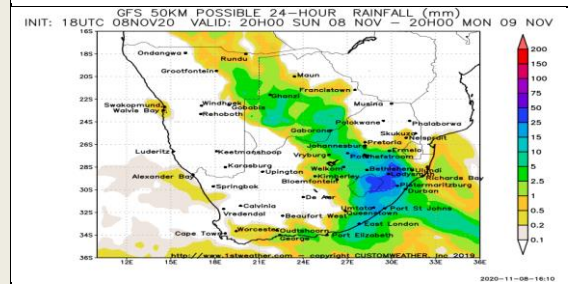 GFS 50KM POSSIBLE 24-HOUR RAINFALL (mm)
INIT: 18UTC 08NOV20 VALID: 20H00 SUN 08 NOV - 20H00 MON 09 NOV
16S
18S
20S
22S
24S
26S
28S
30S
32S
34S
36S
Ondangwa
Rundu
Grootfontein
Maun
Francistown
Ghanzi
Swakopmund
Walvis Bay
Windhoek
Gobabis
Rehoboth
Musina
Polokwane
Phalaborwa
Skukuza
Nelspruit
Gaborone
Pretoria
Johannesburg
Ermelo
Luderitz
Keetmanshoop
Vryburg
Potchefstroom
Karasburg
Upington
Welkom
Kimberley
Bethlehem
Ladysmith
Ulundi
Richards Bay
Alexander Bay
Bloemfontein
Pietermaritzburg
Durban
Springbok
De Aar
Calvinia
Vredendal
Umtata
Port St Johns
Queenstown
Beaufort West
East London
Cape Town
Worcester
Oudtshoorn
George
Port Elizabeth
http://www.1stweather.com - copyright CUSTOMWEATHER, Inc 2019
12E
15E
18E
21E
24E
27E
30E
33E
36E
200
150
100
75
50
25
15
10
5
2
1
0.5
0.2
0.1
2020-11-08-16:10